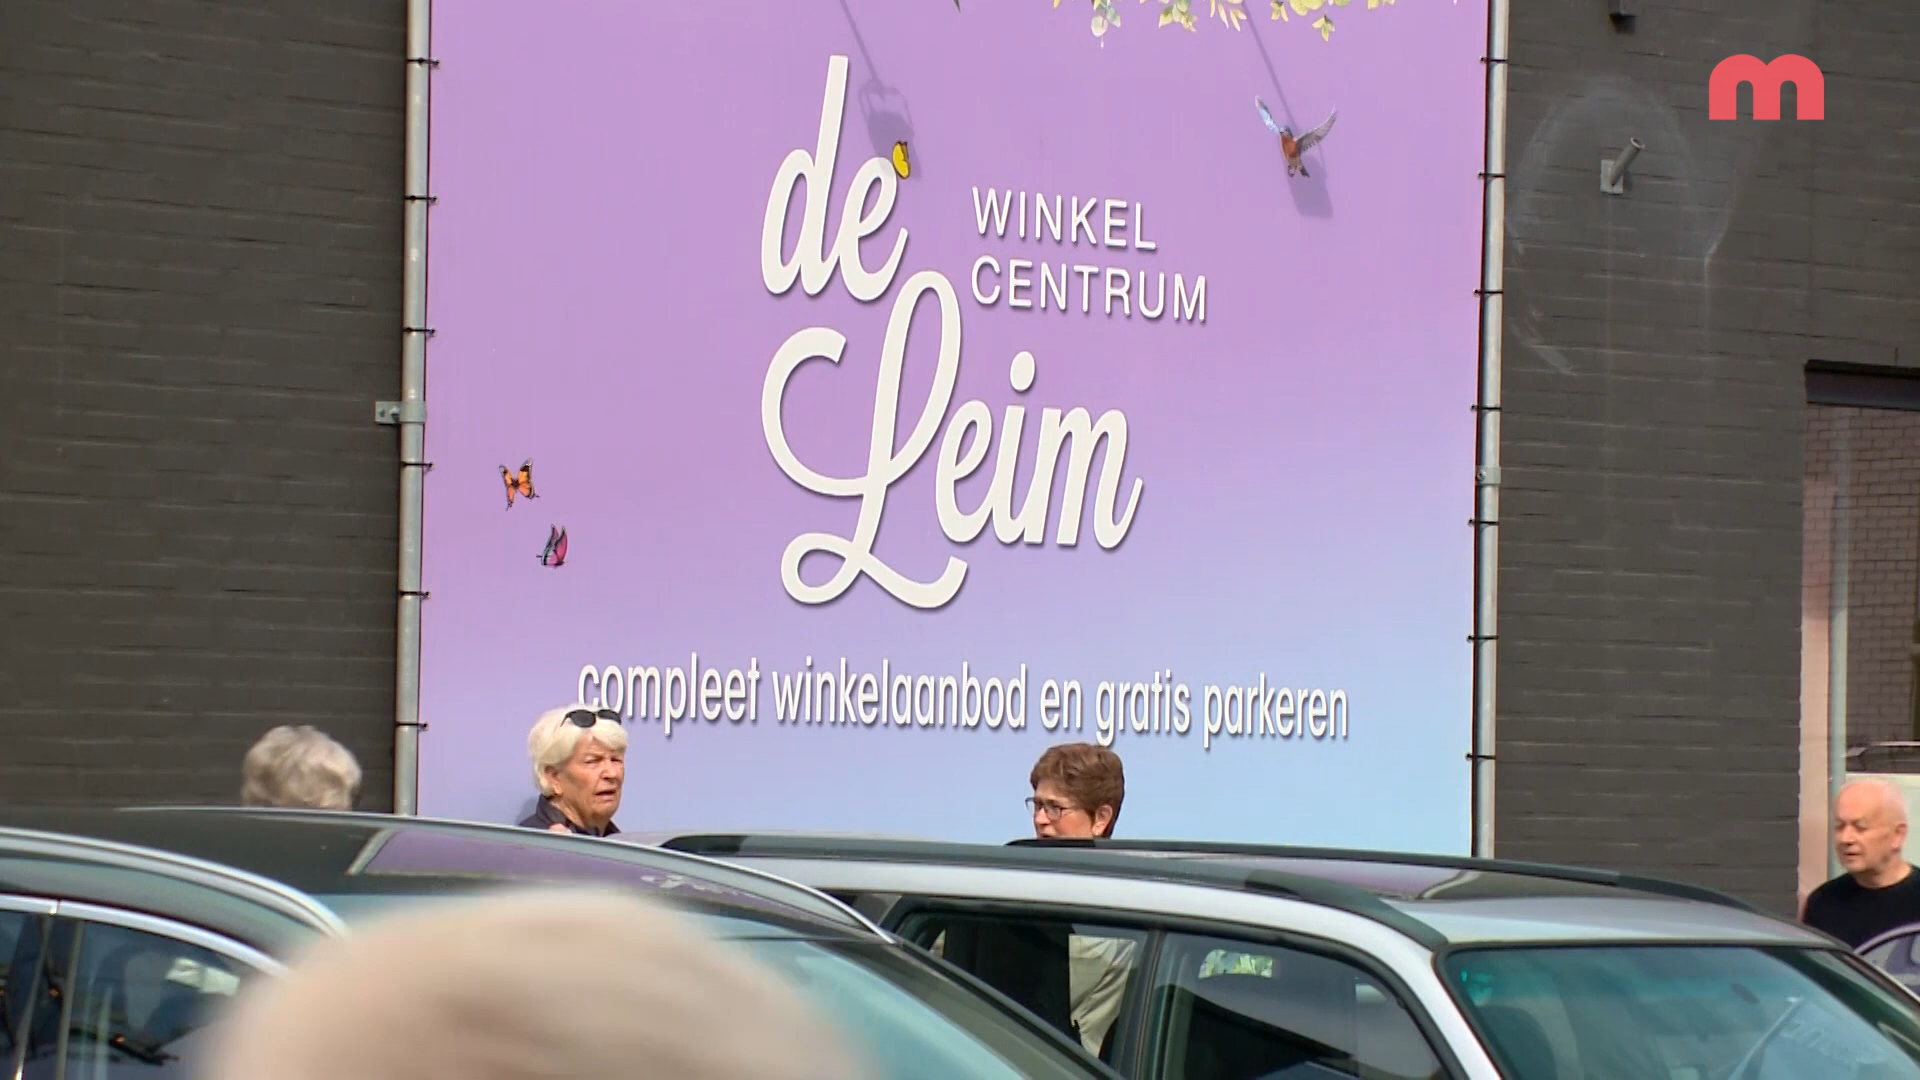 de
WINKEL
CENTRUM
Leim
compleet winkelaanbod en gratis parkeren
m